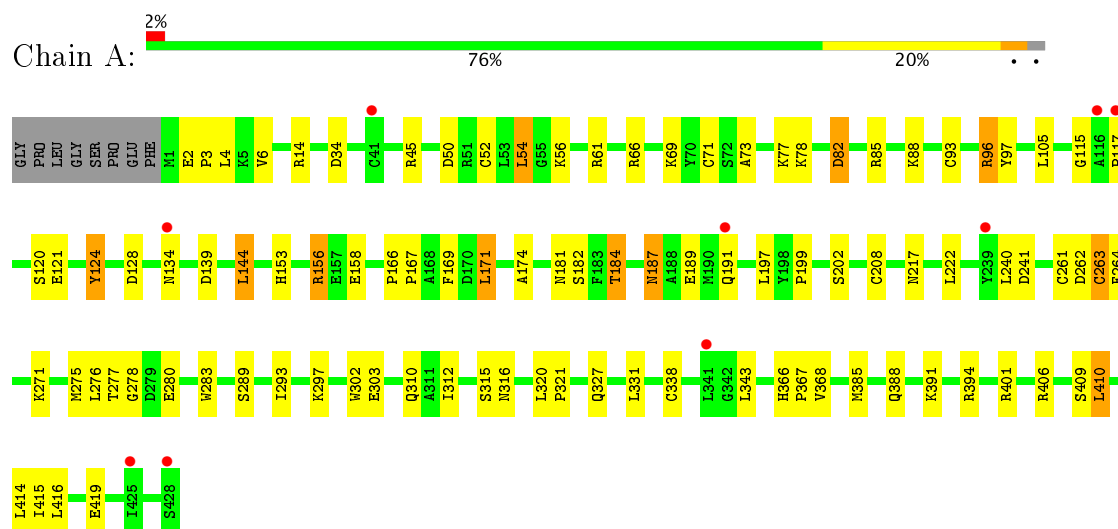 2%
Chain A:
76% 20% • •
GLY PRO LEU GLY GLY SER PRO GLU PHE M1 E2 P3 L4 K5 V6 R14 D34 C41 R45 D50 R51 C52 L53 L54 G55 K56 R61 R66 K69 Y70 C71 S72 A73 K77 K78 D82 R85 K88 C93 R96 Y97 L105 G115 A116 P117
S120 E121 Y124 D128 N134 D139 L144 H153 R156 E157 E158 P166 P167 A168 F169 D170 L171 A174 N181 S182 F183 T184 N187 A188 E189 M190 Q191 L197 Y198 P199 S202 C208 N217 L222 Y239 L240 D241 C261 D262 C263 E264
K271 M275 L276 T277 G278 D279 E280 W283 S289 I293 K297 W302 E303 Q310 A311 I312 S315 N316 L320 P321 Q327 L331 C338 L341 G342 L343 H366 P367 V368 M385 Q388 K391 R394 R401 R406 S409 L410
L414 I415 L416 E419 I425 S428